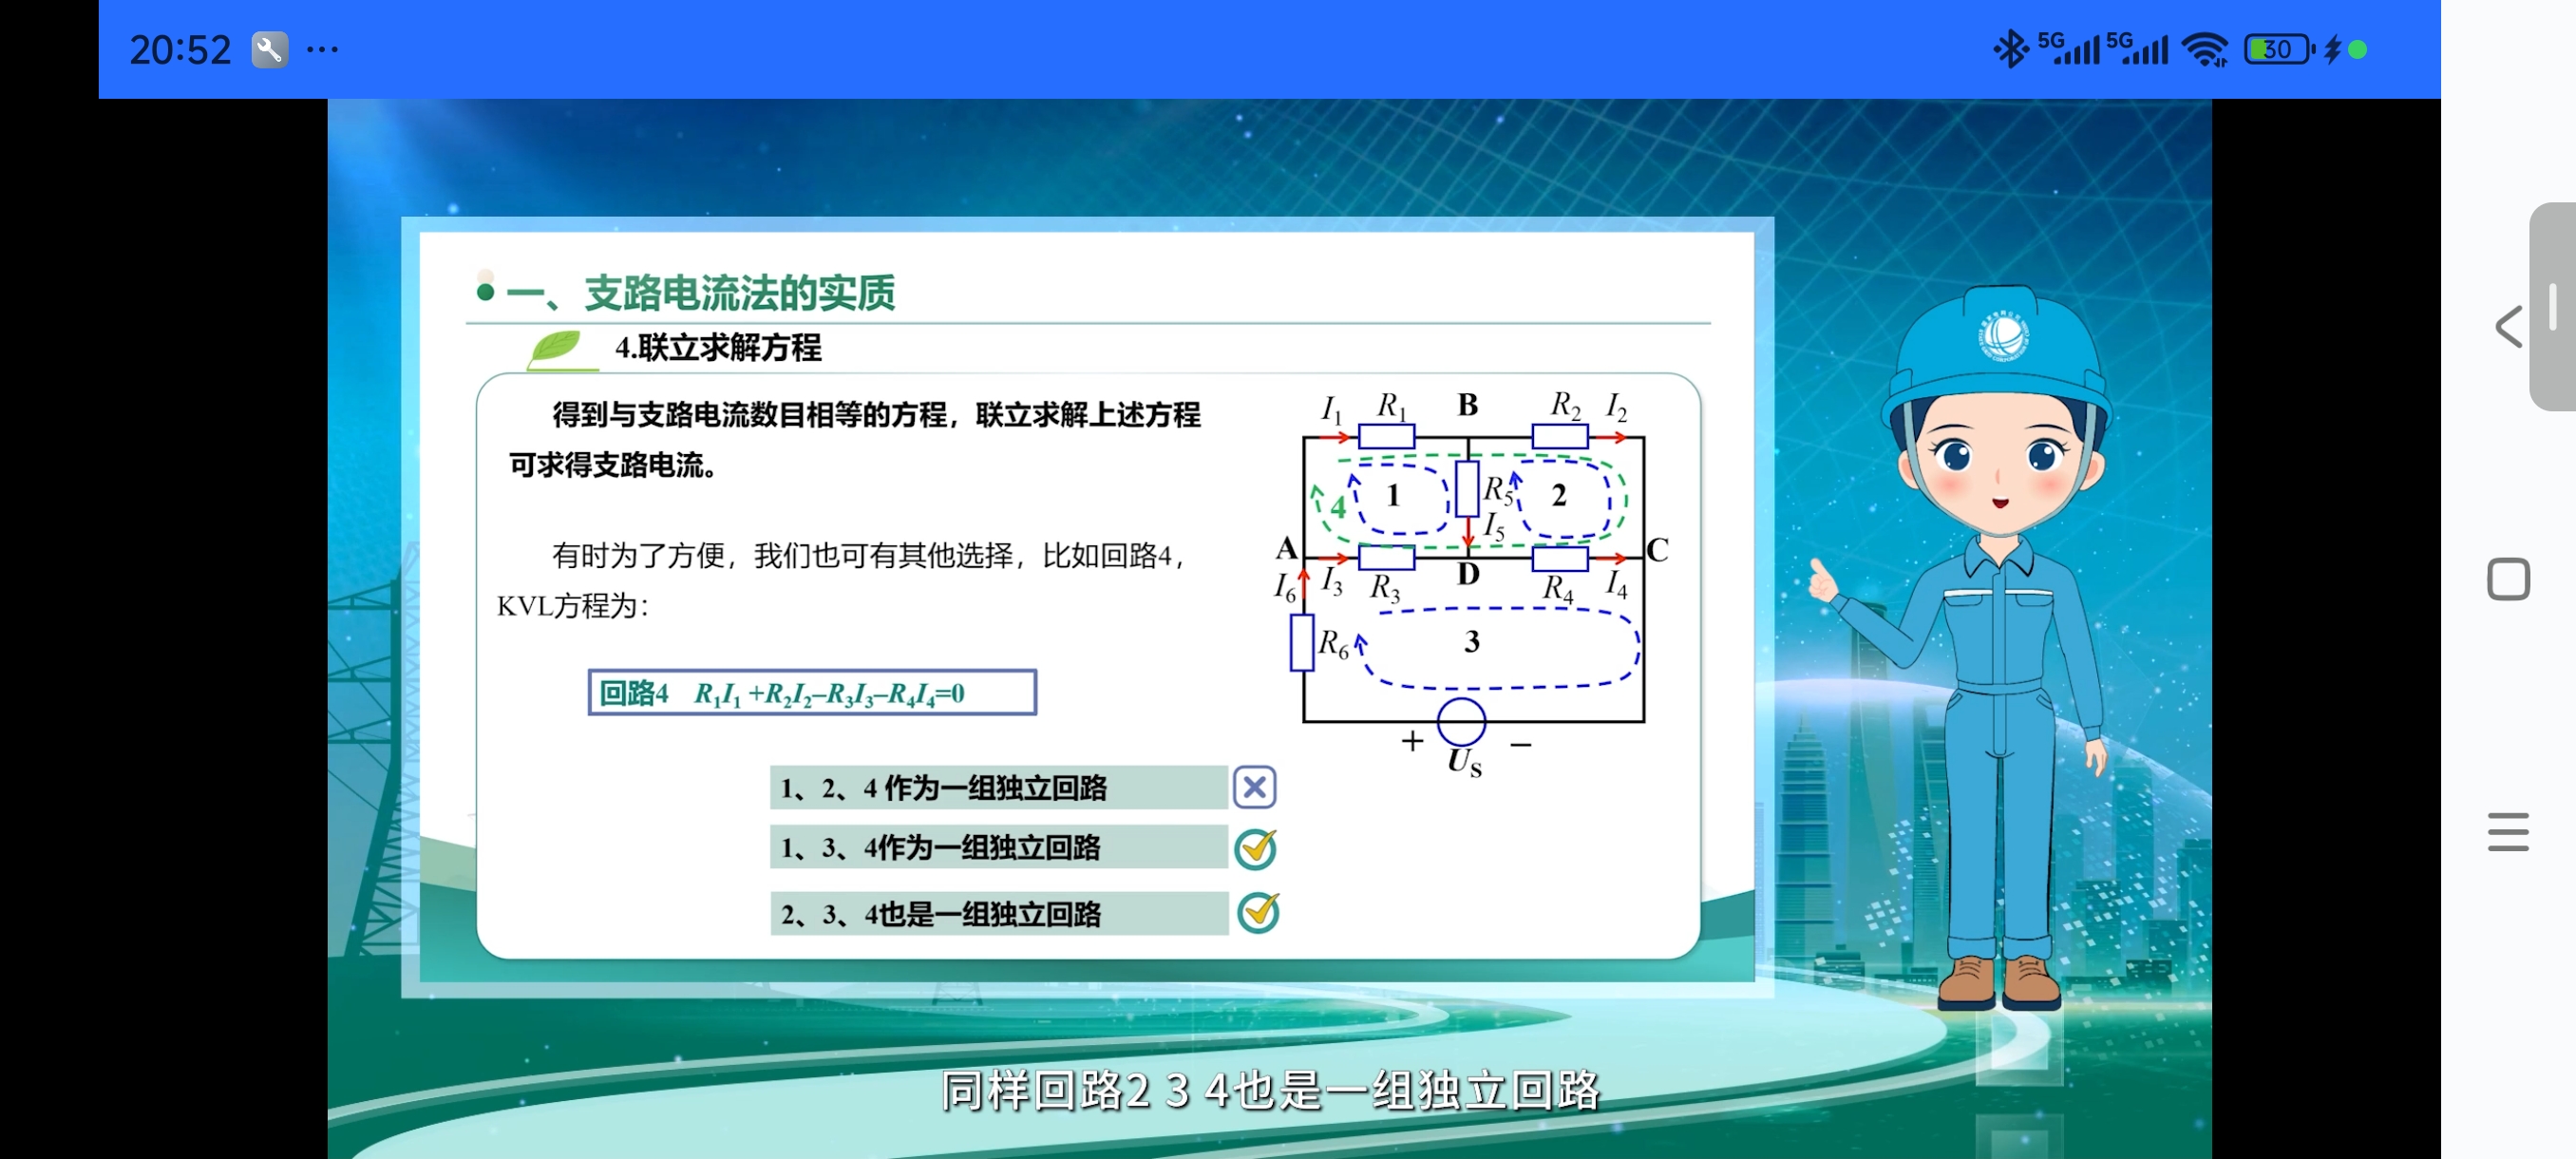 20:52 ...
5G 5G 30
一、支路电流法的实质
4.联立求解方程
得到与支路电流数目相等的方程，联立求解上述方程
可求得支路电流。
有时为了方便，我们也可有其他选择，比如回路4，
KVL方程为：
回路4 R₁I₁ +R₂I₂–R₃I₃–R₄I₄=0
1、2、4 作为一组独立回路
1、3、4作为一组独立回路
2、3、4也是一组独立回路
I₁ R₁ B R₂ I₂
4 1 R₅ 2
I₅
A C
I₆ I₃ R₃ D R₄ I₄
R₆ 3
+ –
U_S
同样回路2 3 4也是一组独立回路